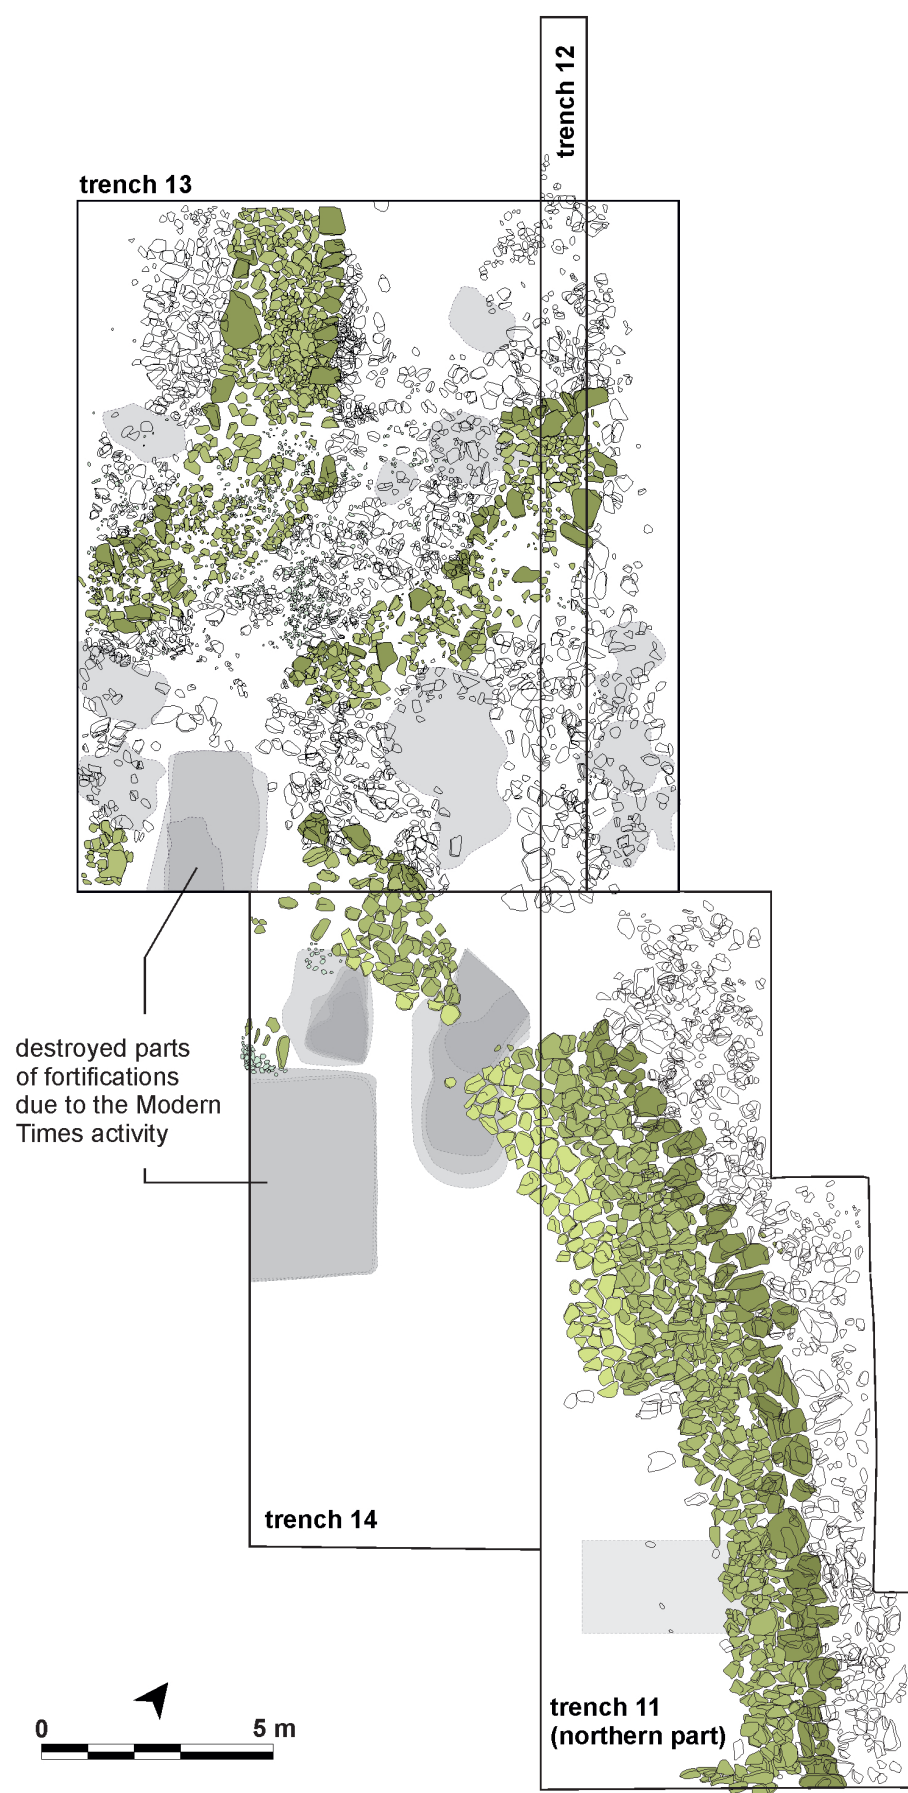 trench 12
trench 13
destroyed parts
of fortifications
due to the Modern
Times activity
trench 14
trench 11
(northern part)
0 5 m